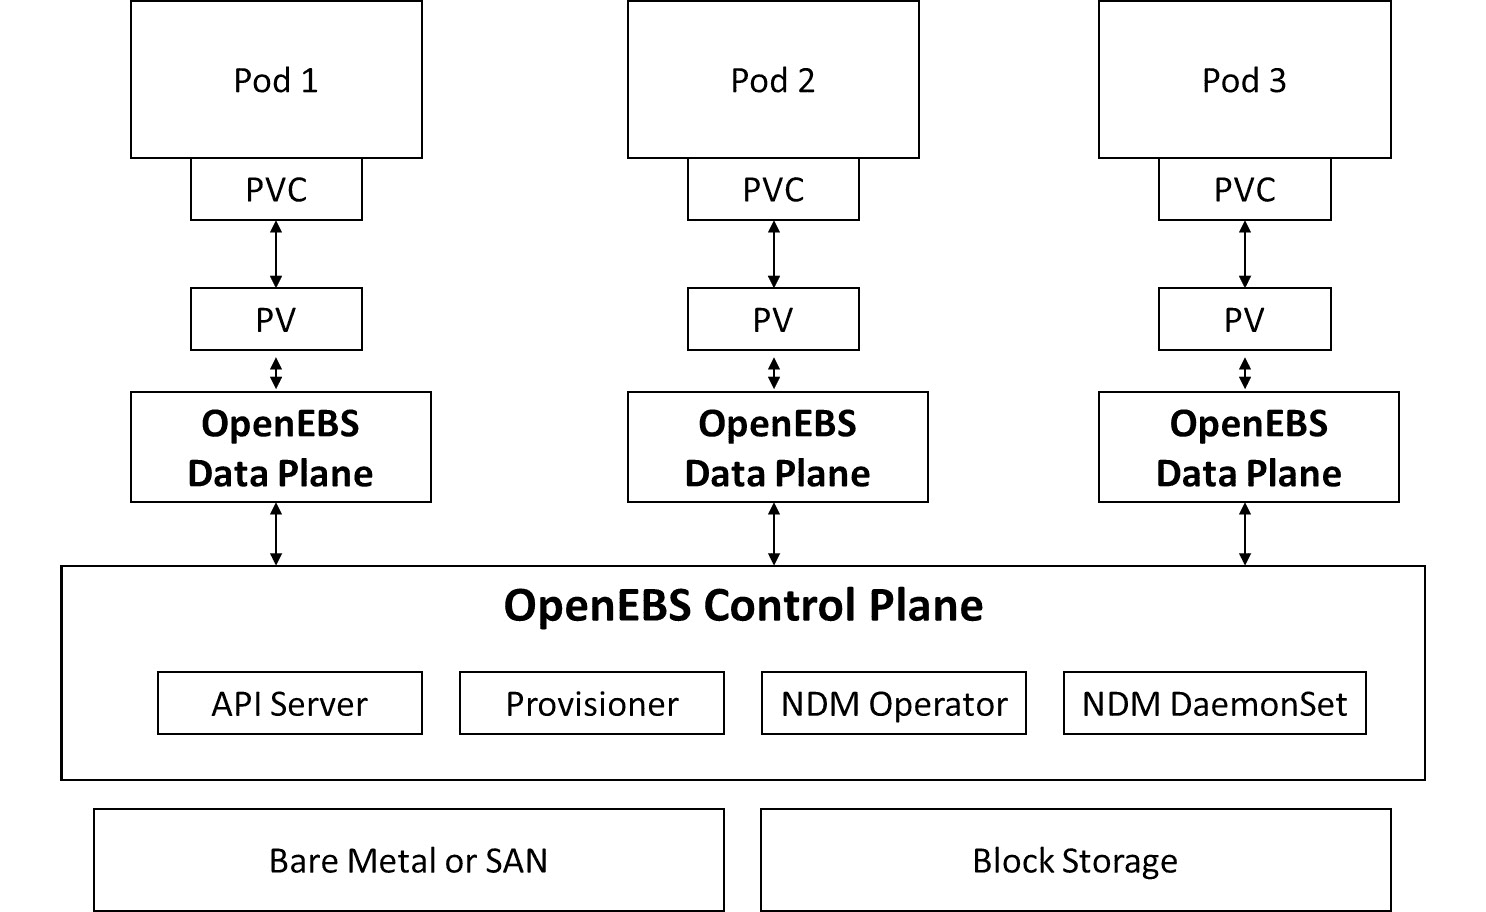 Pod 1
Pod 2
Pod 3
PVC
PVC
PVC
PV
PV
PV
OpenEBS
Data Plane
OpenEBS
Data Plane
OpenEBS
Data Plane
OpenEBS Control Plane
API Server
Provisioner
NDM Operator
NDM DaemonSet
Bare Metal or SAN
Block Storage